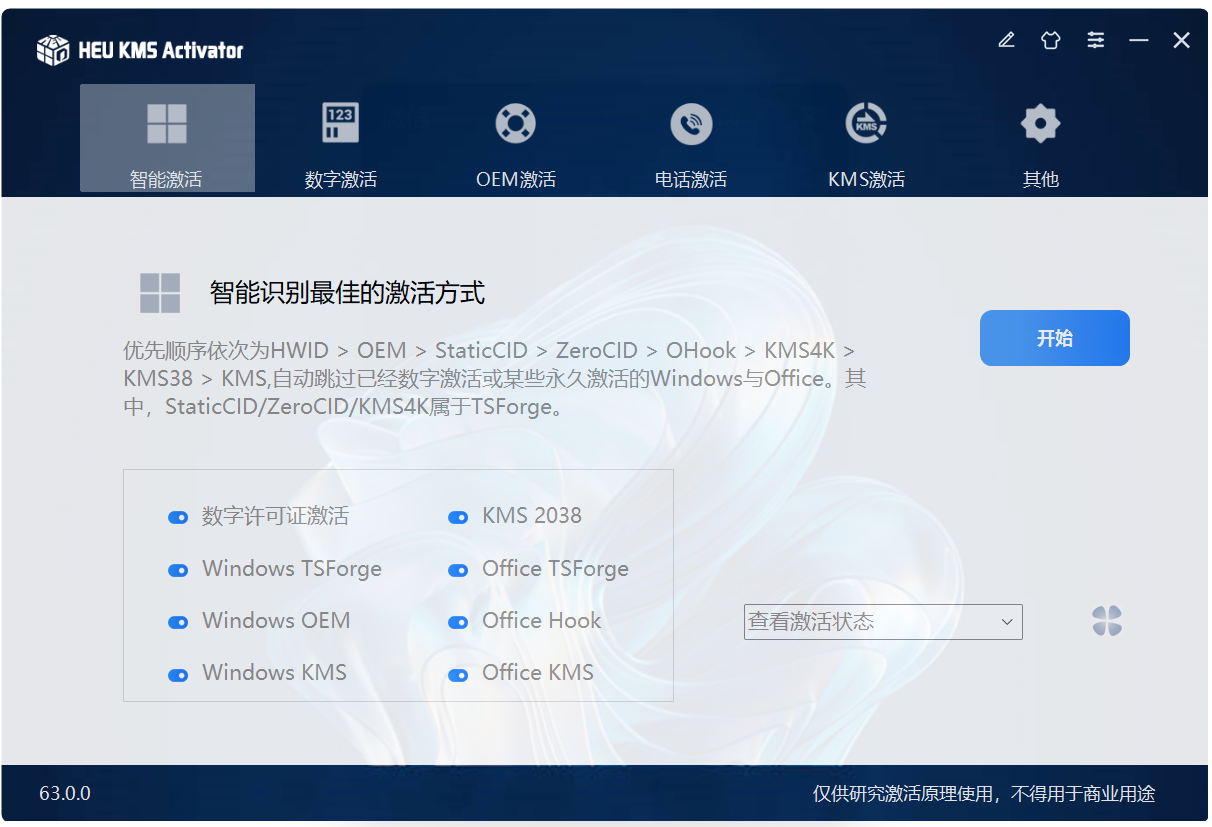 HEU KMS Activator
123
KMS
智能激活
数字激活
OEM激活
电话激活
KMS激活
其他
智能识别最佳的激活方式
优先顺序依次为HWID > OEM > StaticCID > ZeroCID > OHook > KMS4K >
KMS38 > KMS,自动跳过已经数字激活或某些永久激活的Windows与Office。其
中，StaticCID/ZeroCID/KMS4K属于TSForge。
开始
数字许可证激活
KMS 2038
Windows TSForge
Office TSForge
Windows OEM
Office Hook
Windows KMS
Office KMS
查看激活状态
63.0.0
仅供研究激活原理使用，不得用于商业用途